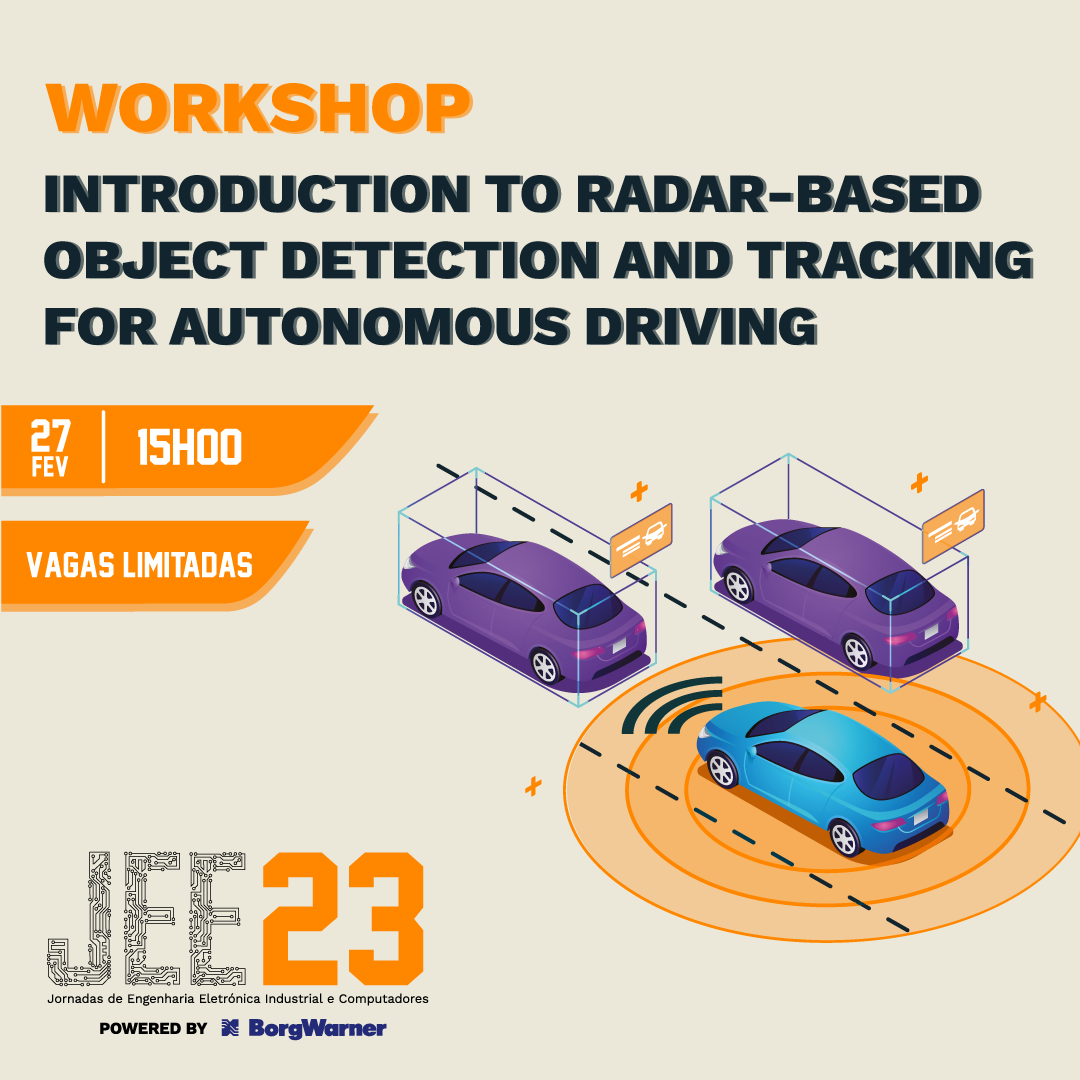 WORKSHOP
INTRODUCTION TO RADAR-BASED
OBJECT DETECTION AND TRACKING
FOR AUTONOMOUS DRIVING
27
FEV
15H00
VAGAS LIMITADAS
JEE23
Jornadas de Engenharia Eletrónica Industrial e Computadores
POWERED BY BorgWarner